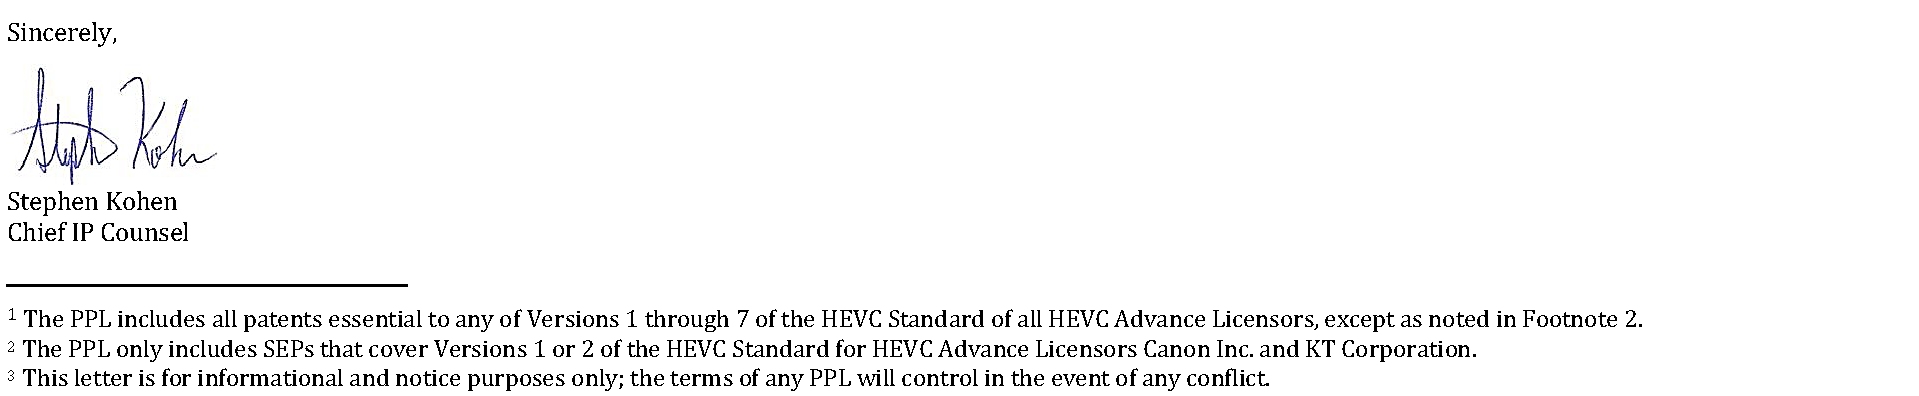 Sincerely,
Stephn Kohn
Stephen Kohen
Chief IP Counsel
1 The PPL includes all patents essential to any of Versions 1 through 7 of the HEVC Standard of all HEVC Advance Licensors, except as noted in Footnote 2.
2 The PPL only includes SEPs that cover Versions 1 or 2 of the HEVC Standard for HEVC Advance Licensors Canon Inc. and KT Corporation.
3 This letter is for informational and notice purposes only; the terms of any PPL will control in the event of any conflict.